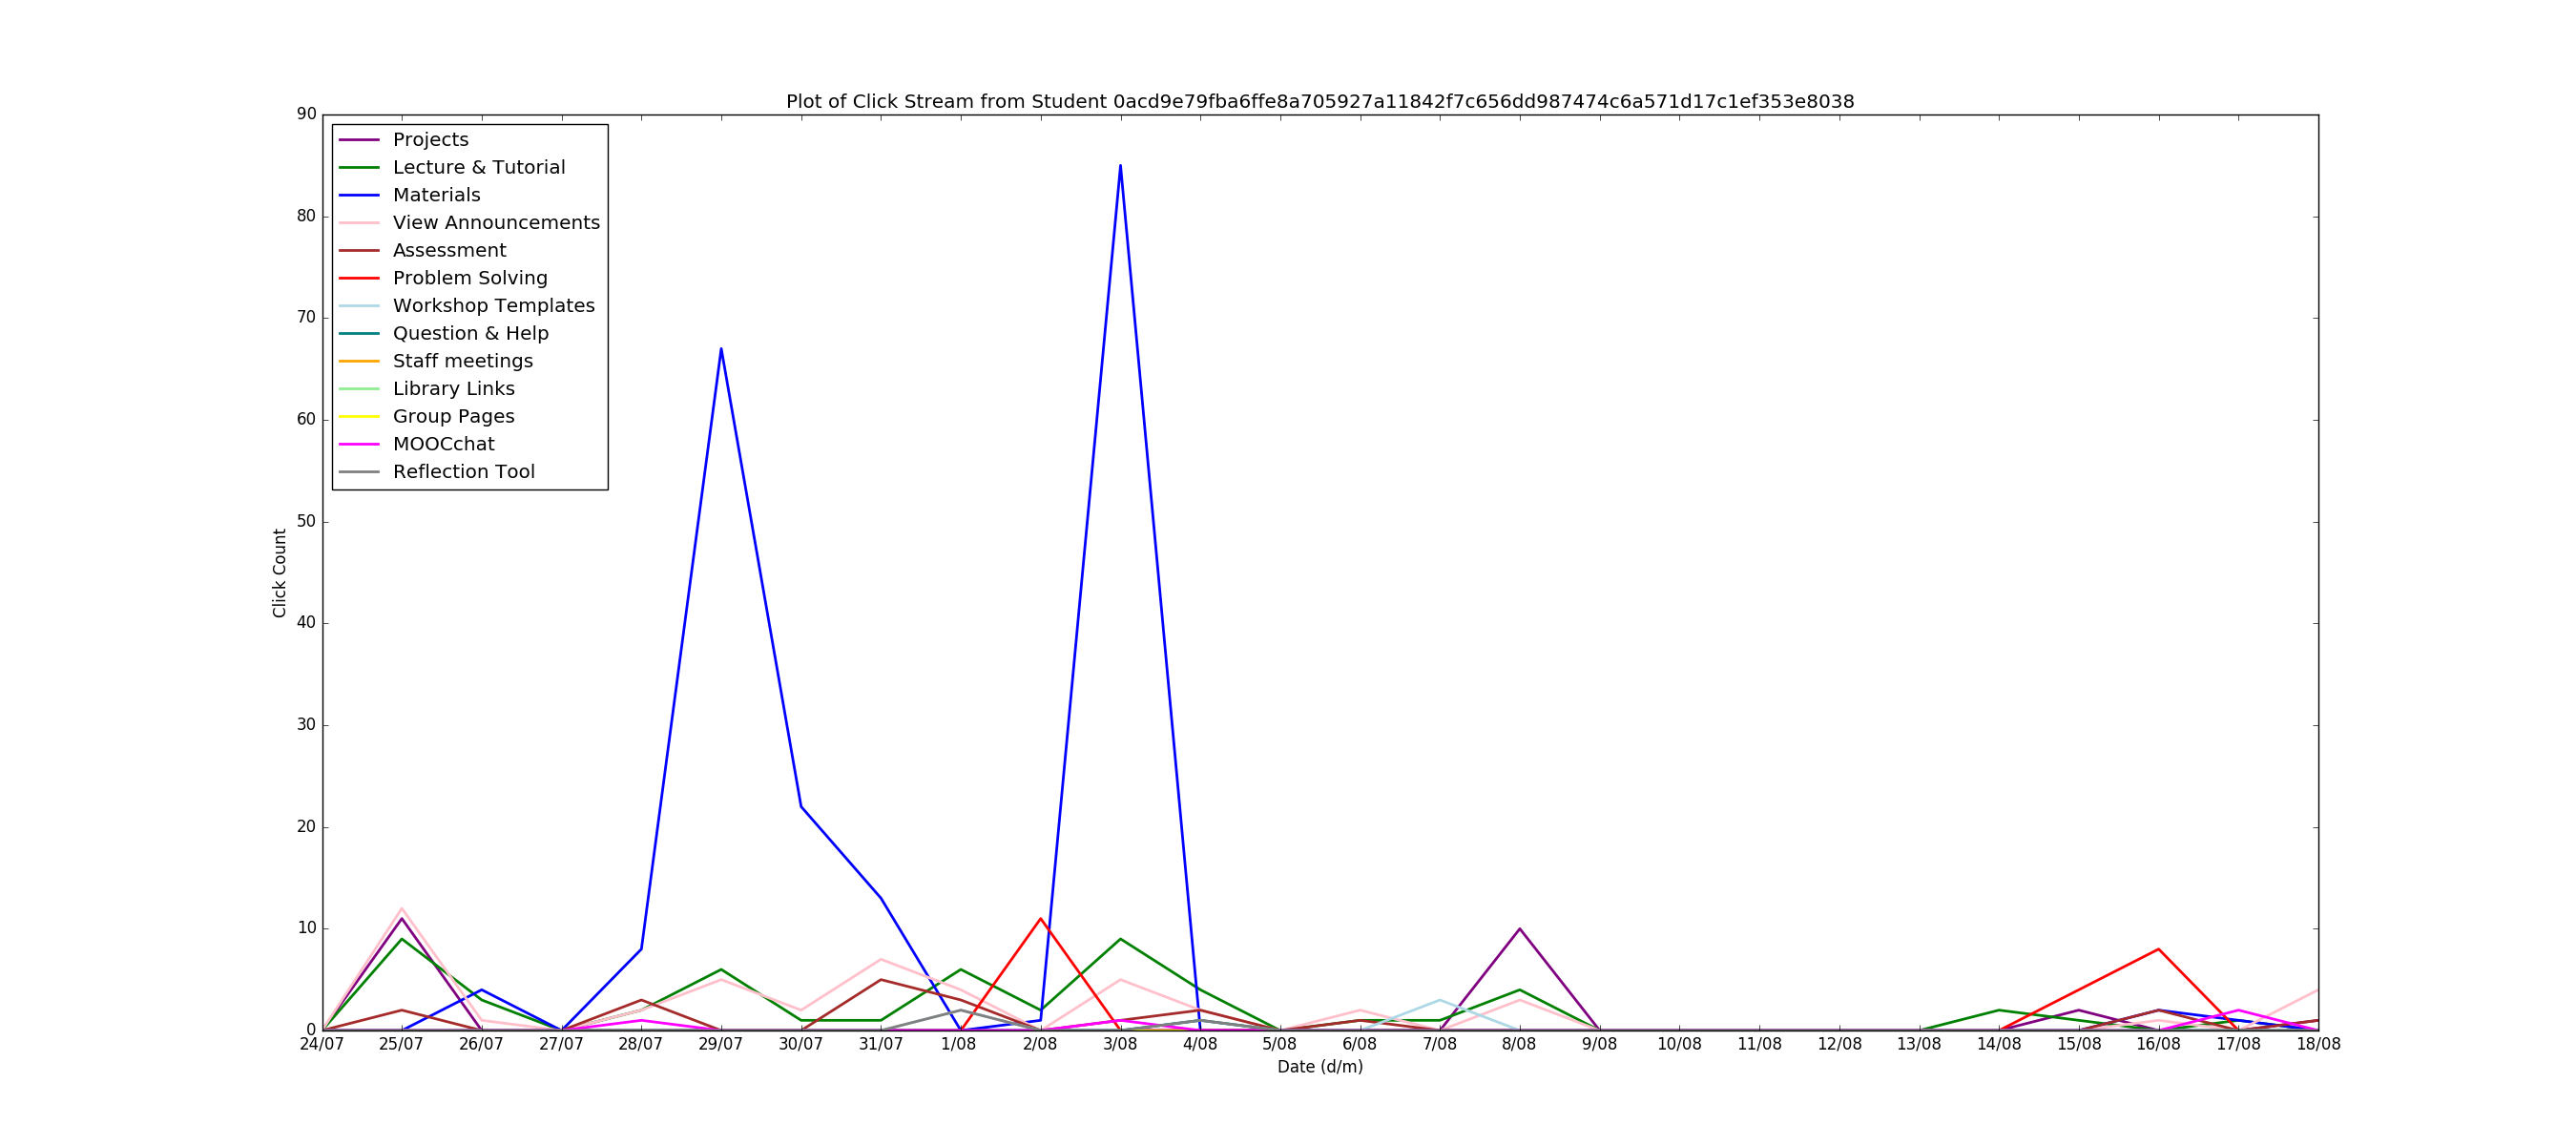 Plot of Click Stream from Student 0acd9e79fba6ffe8a705927a11842f7c656dd987474c6a571d17c1ef353e8038
90
80
70
60
50
40
30
20
10
0
Click Count
Projects
Lecture & Tutorial
Materials
View Announcements
Assessment
Problem Solving
Workshop Templates
Question & Help
Staff meetings
Library Links
Group Pages
MOOCchat
Reflection Tool
24/07 25/07 26/07 27/07 28/07 29/07 30/07 31/07 1/08 2/08 3/08 4/08 5/08 6/08 7/08 8/08 9/08 10/08 11/08 12/08 13/08 14/08 15/08 16/08 17/08 18/08
Date (d/m)